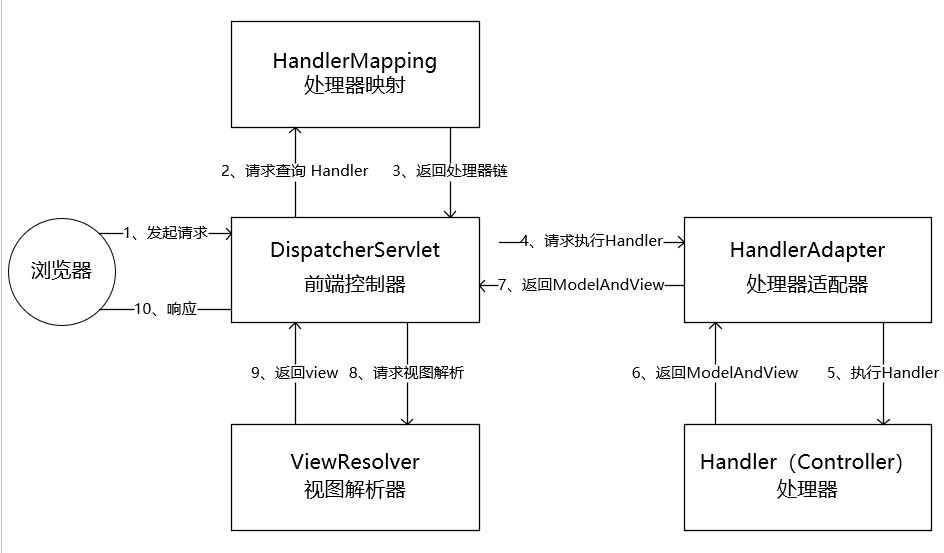 HandlerMapping
处理器映射
2、请求查询 Handler
3、返回处理器链
浏览器
1、发起请求
10、响应
DispatcherServlet
前端控制器
4、请求执行Handler
7、返回ModelAndView
HandlerAdapter
处理器适配器
9、返回view
8、请求视图解析
6、返回ModelAndView
5、执行Handler
ViewResolver
视图解析器
Handler（Controller）
处理器